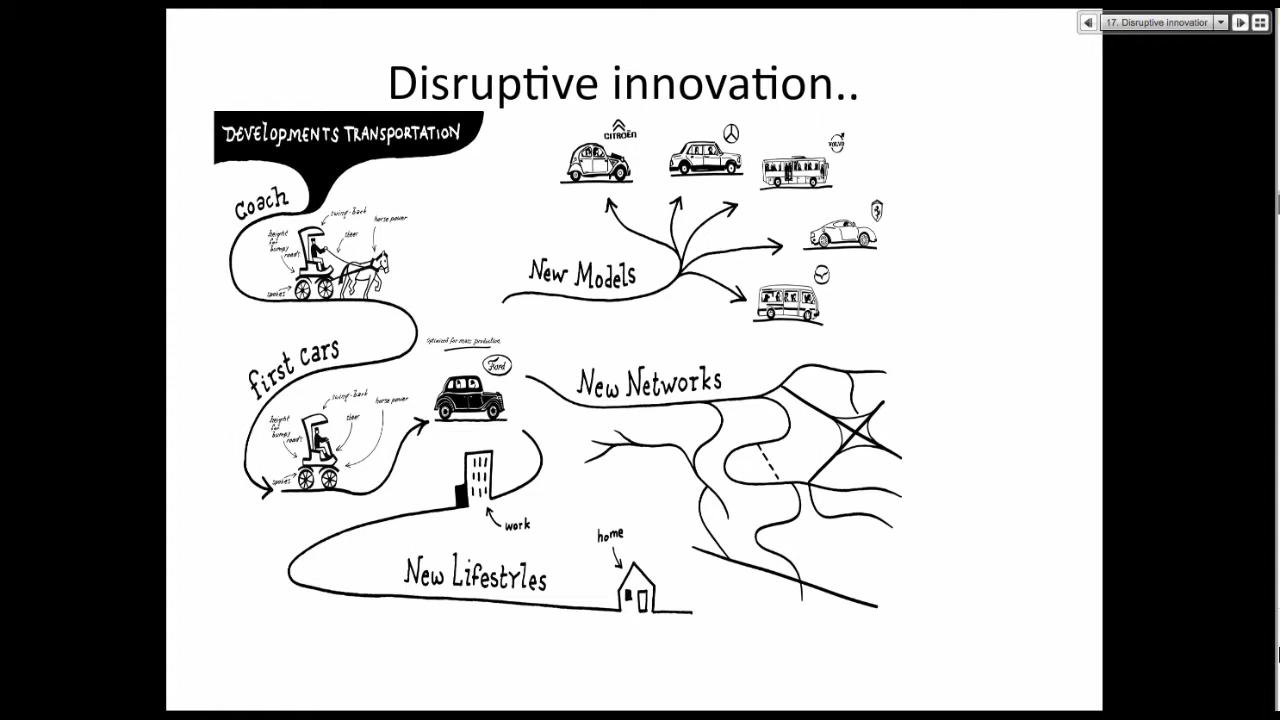 17. Disruptive innovation
Disruptive innovation..
DEVELOPMENTS TRANSPORTATION
Coach
swing-back
horse power
steer
height
for
bumpy
roads
spokes
first cars
swing-back
horse power
steer
height
for
bumpy
roads
spokes
optimized for mass production
Ford
New Models
CITROËN
VOLVO
New Networks
work
home
New Lifestyles